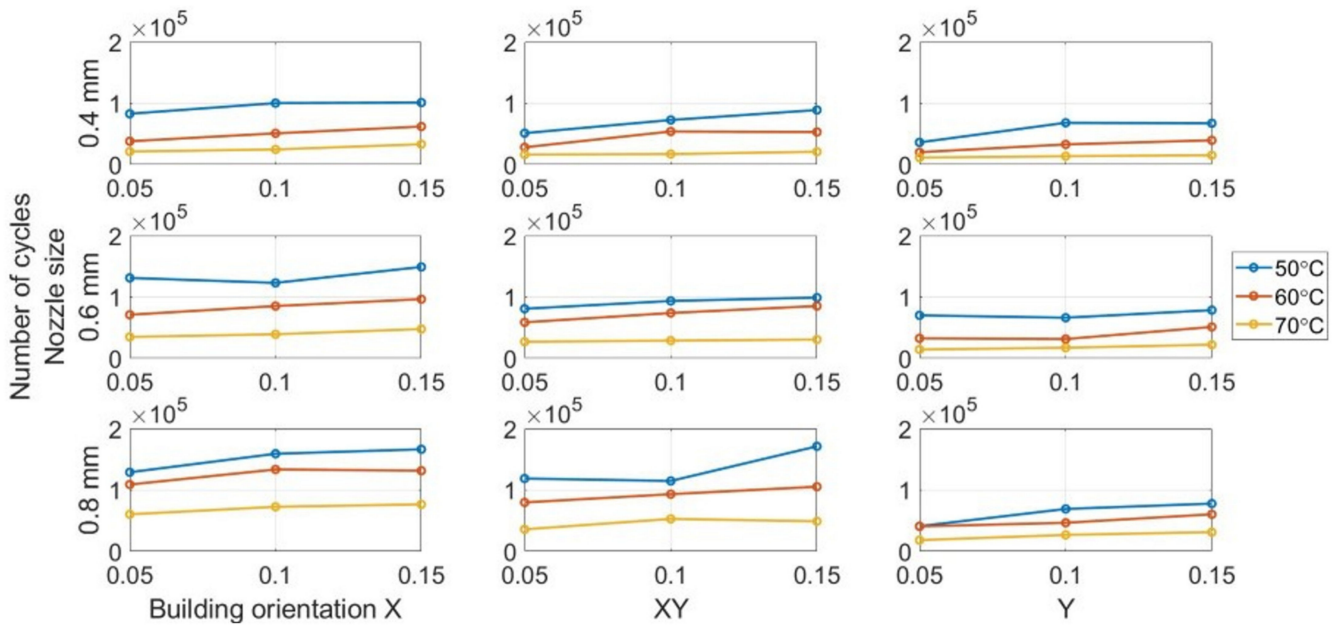 ×10⁵ ×10⁵ ×10⁵
2 2 2
1 1 1
0 0 0
0.05 0.1 0.15 0.05 0.1 0.15 0.05 0.1 0.15
0.4 mm
×10⁵ ×10⁵ ×10⁵
2 2 2
1 1 1
0 0 0
0.05 0.1 0.15 0.05 0.1 0.15 0.05 0.1 0.15
Number of cycles
Nozzle size
0.6 mm
50°C
60°C
70°C
×10⁵ ×10⁵ ×10⁵
2 2 2
1 1 1
0 0 0
0.05 0.1 0.15 0.05 0.1 0.15 0.05 0.1 0.15
0.8 mm
Building orientation X XY Y